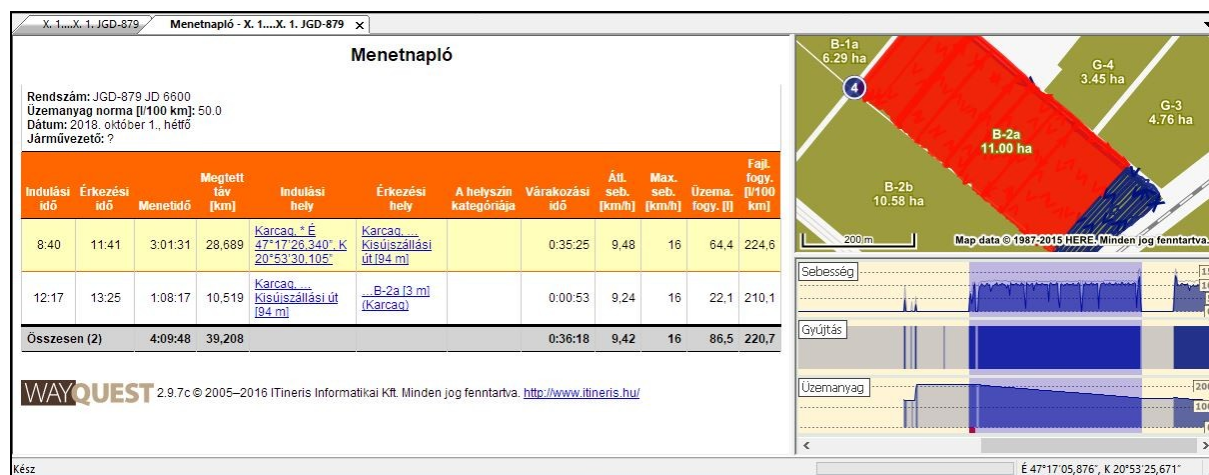 X. 1....X. 1. JGD-879
Menetnapló - X. 1....X. 1. JGD-879 x
Menetnapló
Rendszám: JGD-879 JD 6600
Üzemanyag norma [l/100 km]: 50.0
Dátum: 2018. október 1., hétfő
Járművezető: ?
Indulási idő Érkezési idő Menetidő Megtett táv [km] Indulási hely Érkezési hely A helyszín kategóriája Várakozási idő Átl. seb. [km/h] Max. seb. [km/h] Üzema. fogy. [l] Fajl. fogy. [l/100 km]
8:40 11:41 3:01:31 28,689 Karcag, * É 47°17'26,340", K 20°53'30,105" Karcag, ... Kisújszállási út [94 m] 0:35:25 9,48 16 64,4 224,6
12:17 13:25 1:08:17 10,519 Karcag, ... Kisújszállási út [94 m] ...B-2a [3 m] (Karcag) 0:00:53 9,24 16 22,1 210,1
Összesen (2) 4:09:48 39,208 0:36:18 9,42 16 86,5 220,7
WAYQUEST 2.9.7c © 2005–2016 ITineris Informatikai Kft. Minden jog fenntartva. http://www.itineris.hu/
B-1a
6.29 ha
4
G-4
3.45 ha
G-3
4.76 ha
B-2a
11.00 ha
B-2b
10.58 ha
200 m
Map data © 1987-2015 HERE. Minden jog fenntartva.
Sebesség
Gyújtás
Üzemanyag
Kész
É 47°17'05,876", K 20°53'25,671"